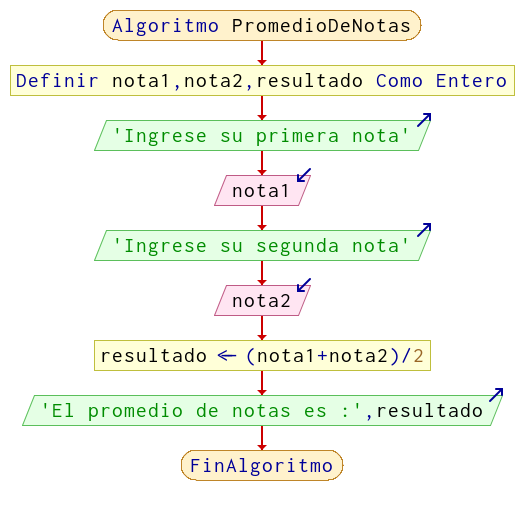 Algoritmo PromedioDeNotas
Definir nota1,nota2,resultado Como Entero
'Ingrese su primera nota'
nota1
'Ingrese su segunda nota'
nota2
resultado ← (nota1+nota2)/2
'El promedio de notas es :',resultado
FinAlgoritmo